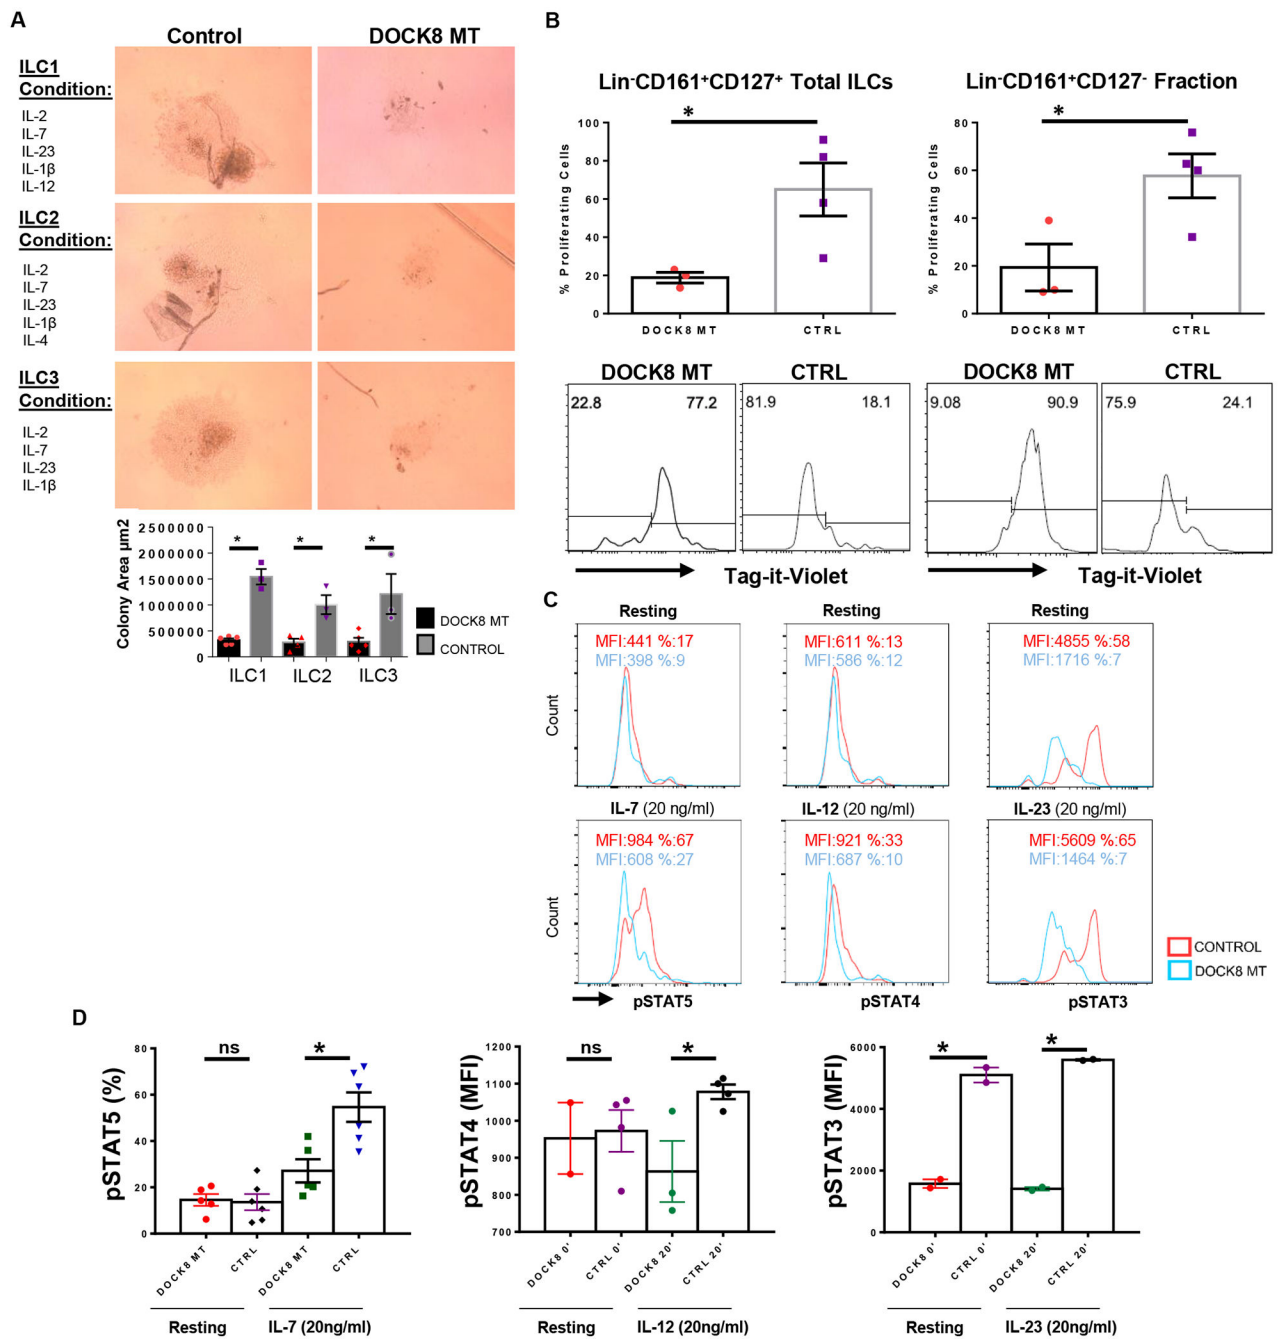 A
Control
DOCK8 MT
ILC1
Condition:
IL-2
IL-7
IL-23
IL-1β
IL-12
ILC2
Condition:
IL-2
IL-7
IL-23
IL-1β
IL-4
ILC3
Condition:
IL-2
IL-7
IL-23
IL-1β
Colony Area µm2
2500000
2000000
1500000
1000000
500000
0
*
*
*
ILC1
ILC2
ILC3
DOCK8 MT
CONTROL
B
Lin-CD161+CD127+ Total ILCs
% Proliferating Cells
100
80
60
40
20
0
*
DOCK8 MT
CTRL
Lin-CD161+CD127- Fraction
% Proliferating Cells
80
60
40
20
0
*
DOCK8 MT
CTRL
DOCK8 MT
CTRL
22.8
77.2
81.9
18.1
Tag-it-Violet
DOCK8 MT
CTRL
9.08
90.9
75.9
24.1
Tag-it-Violet
C
Resting
Resting
Resting
Count
MFI:441 %:17
MFI:398 %:9
MFI:611 %:13
MFI:586 %:12
MFI:4855 %:58
MFI:1716 %:7
IL-7 (20 ng/ml)
IL-12 (20 ng/ml)
IL-23 (20 ng/ml)
Count
MFI:984 %:67
MFI:608 %:27
MFI:921 %:33
MFI:687 %:10
MFI:5609 %:65
MFI:1464 %:7
pSTAT5
pSTAT4
pSTAT3
CONTROL
DOCK8 MT
D
pSTAT5 (%)
80
60
40
20
0
ns
*
DOCK8 MT
CTRL
DOCK8 MT
CTRL
Resting
IL-7 (20ng/ml)
pSTAT4 (MFI)
1200
1100
1000
900
800
700
ns
*
DOCK8 0'
CTRL 0'
DOCK8 20'
CTRL 20'
Resting
IL-12 (20ng/ml)
pSTAT3 (MFI)
6000
4000
2000
0
*
*
DOCK8 0'
CTRL 0'
DOCK8 20'
CTRL 20'
Resting
IL-23 (20ng/ml)